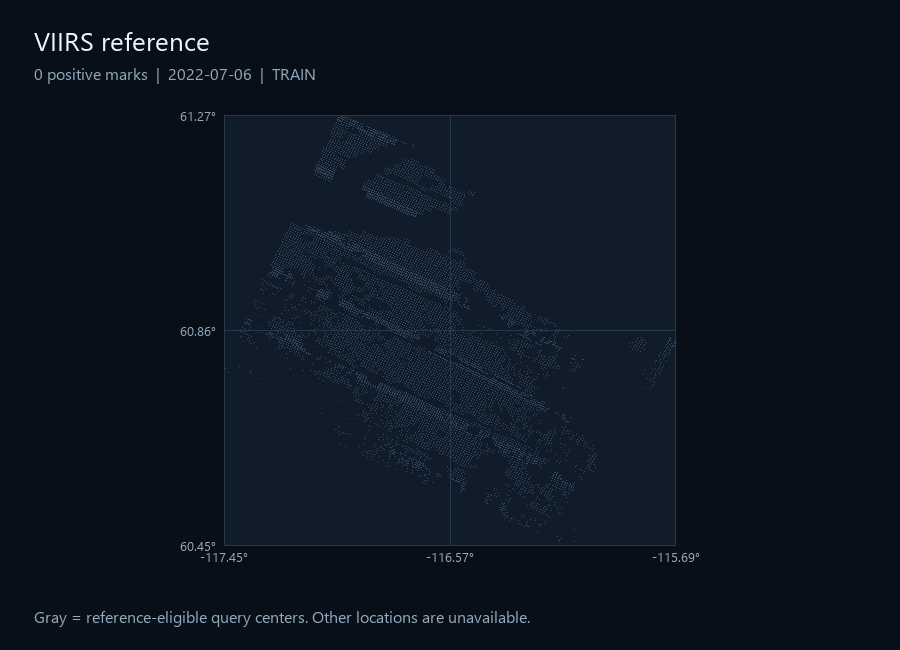 VIIRS reference
0 positive marks | 2022-07-06 | TRAIN
61.27°
60.86°
60.45°
-117.45° -116.57° -115.69°
Gray = reference-eligible query centers. Other locations are unavailable.